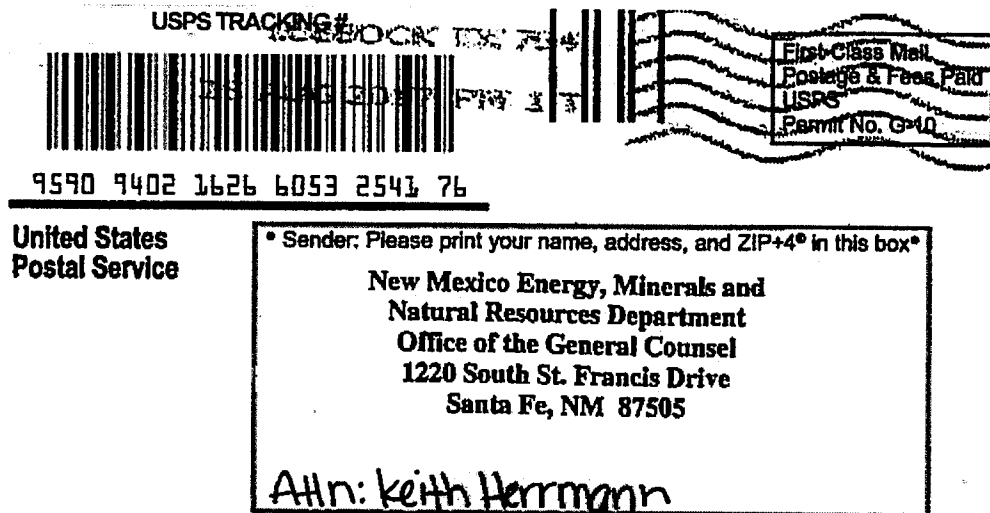 USPS TRACKING #
LUBBOCK TX 794
First-Class Mail
Postage & Fees Paid
USPS
Permit No. G-10
9590 9402 1626 6053 2541 76
United States
Postal Service
• Sender: Please print your name, address, and ZIP+4® in this box•
New Mexico Energy, Minerals and
Natural Resources Department
Office of the General Counsel
1220 South St. Francis Drive
Santa Fe, NM 87505
Attn: Keith Herrmann